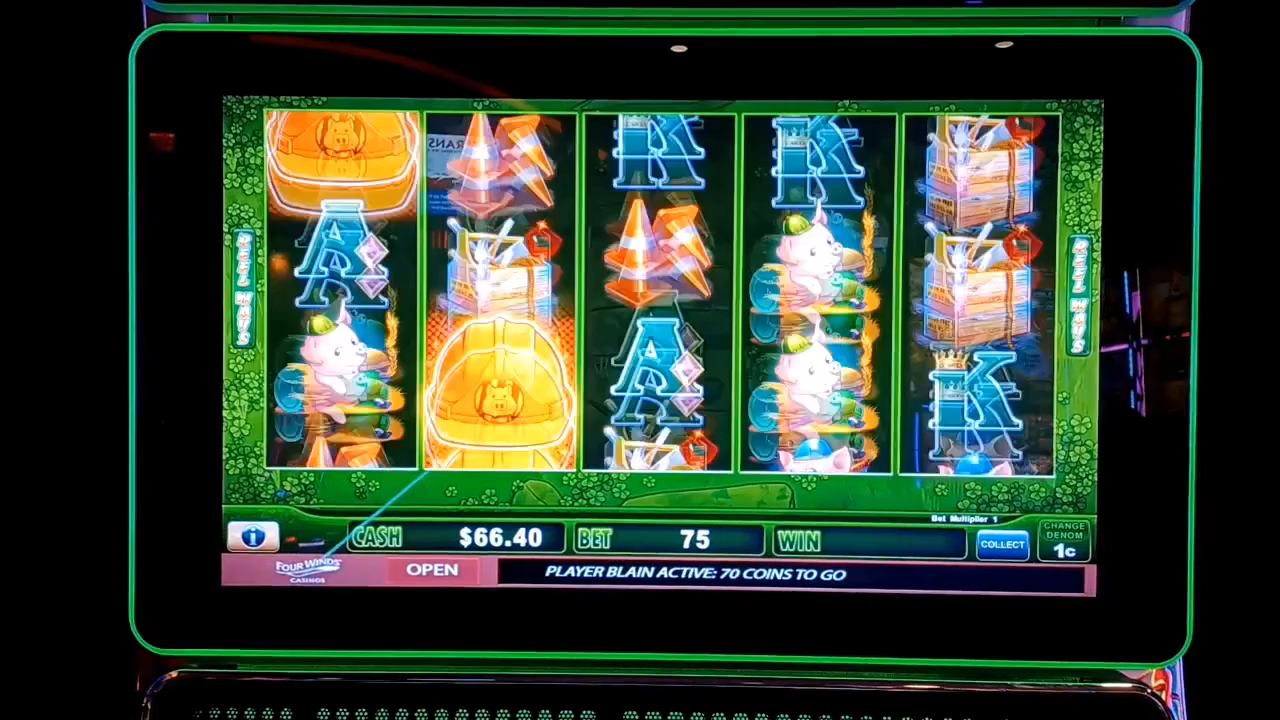 REEL WAYS
REEL WAYS
K
K
A
A
K
Bet Multiplier 1
CASH $66.40 BET 75 WIN
COLLECT
CHANGE
DENOM
1c
FOUR WINDS
CASINOS
OPEN
PLAYER BLAIN ACTIVE: 70 COINS TO GO